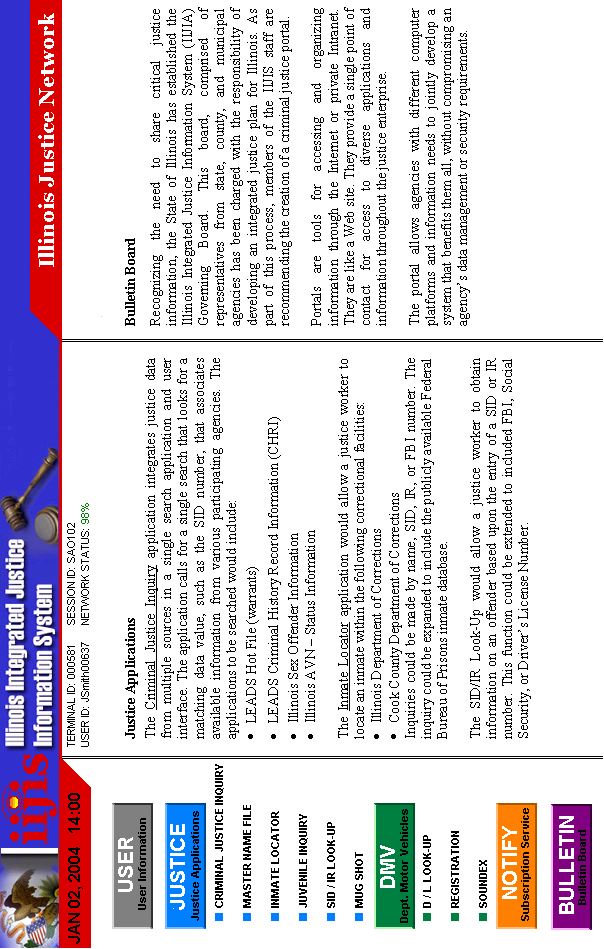 iijis
Illinois Integrated Justice
Information System
Illinois Justice Network
JAN 02, 2004 14:00
TERMINAL ID: 000581 SESSION ID: SAO102
USER ID: JSmith00637 NETWORK STATUS: 98%
USER
User Information
JUSTICE
Justice Applications
CRIMINAL JUSTICE INQUIRY
MASTER NAME FILE
INMATE LOCATOR
JUVENILE INQUIRY
SID / IR LOOK-UP
MUG SHOT
DMV
Dept. Motor Vehicles
D / L LOOK-UP
REGISTRATION
SOUNDEX
NOTIFY
Subscription Service
BULLETIN
Bulletin Board
Justice Applications
The Criminal Justice Inquiry application integrates justice data
from multiple sources in a single search application and user
interface. The application calls for a single search that looks for a
matching data value, such as the SID number, that associates
available information from various participating agencies. The
applications to be searched would include:
• LEADS Hot File (warrants)
• LEADS Criminal History Record Information (CHRI)
• Illinois Sex Offender Information
• Illinois AVN – Status Information
The Inmate Locator application would allow a justice worker to
locate an inmate within the following correctional facilities:
• Illinois Department of Corrections
• Cook County Department of Corrections
Inquiries could be made by name, SID, IR, or FBI number. The
inquiry could be expanded to include the publicly available Federal
Bureau of Prisons inmate database.
The SID/IR Look-Up would allow a justice worker to obtain
information on an offender based upon the entry of a SID or IR
number. This function could be extended to included FBI, Social
Security, or Driver's License Number.
Bulletin Board
Recognizing the need to share critical justice
information, the State of Illinois has established the
Illinois Integrated Justice Information System (IIJIA)
Governing Board. This board, comprised of
representatives from state, county, and municipal
agencies has been charged with the responsibility of
developing an integrated justice plan for Illinois. As
part of this process, members of the IIJIS staff are
recommending the creation of a criminal justice portal.
Portals are tools for accessing and organizing
information through the Internet or private Intranet.
They are like a Web site. They provide a single point of
contact for access to diverse applications and
information throughout the justice enterprise.
The portal allows agencies with different computer
platforms and information needs to jointly develop a
system that benefits them all, without compromising an
agency's data management or security requirements.